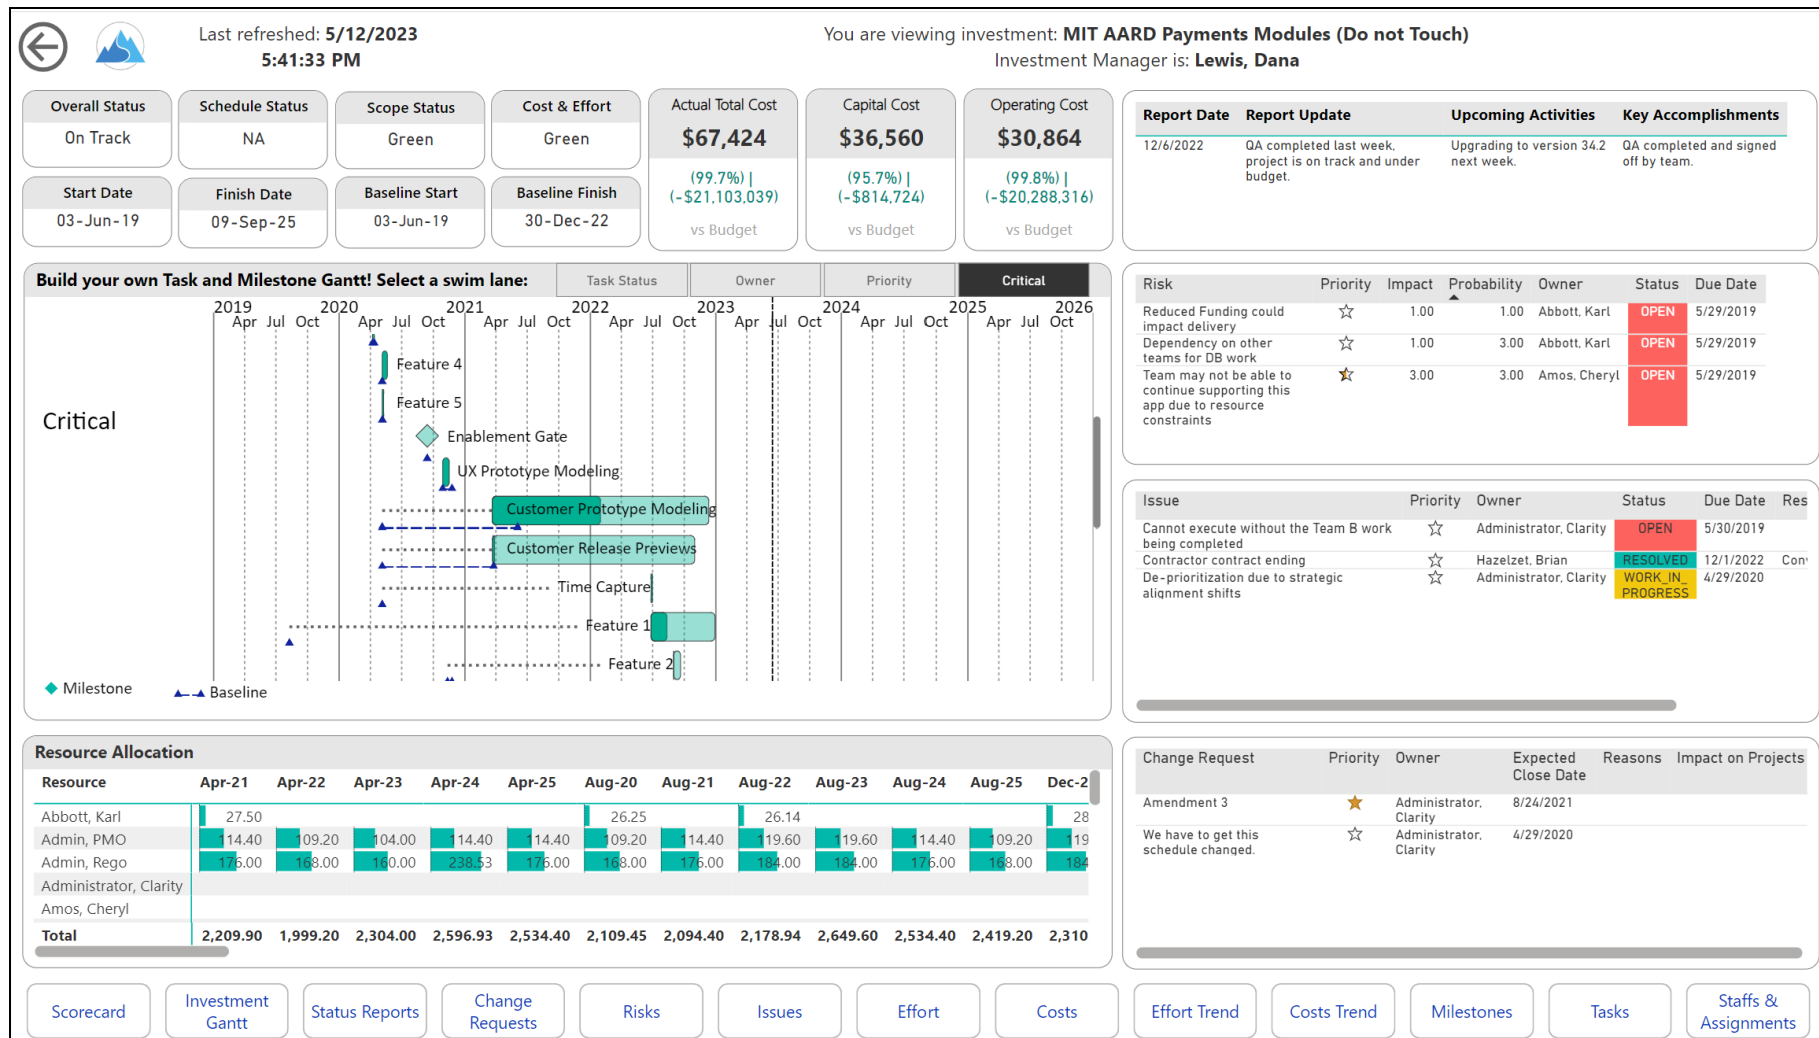 Last refreshed: 5/12/2023
5:41:33 PM
You are viewing investment: MIT AARD Payments Modules (Do not Touch)
Investment Manager is: Lewis, Dana
Overall Status
On Track
Schedule Status
NA
Scope Status
Green
Cost & Effort
Green
Start Date
03-Jun-19
Finish Date
09-Sep-25
Baseline Start
03-Jun-19
Baseline Finish
30-Dec-22
Actual Total Cost
$67,424
(99.7%) |
(-$21,103,039)
vs Budget
Capital Cost
$36,560
(95.7%) |
(-$814,724)
vs Budget
Operating Cost
$30,864
(99.8%) |
(-$20,288,316)
vs Budget
Report Date Report Update Upcoming Activities Key Accomplishments
12/6/2022 QA completed last week, Upgrading to version 34.2 QA completed and signed
project is on track and under next week. off by team.
budget.
Build your own Task and Milestone Gantt! Select a swim lane: Task Status Owner Priority Critical
2019 2020 2021 2022 2023 2024 2025 2026
Apr Jul Oct Apr Jul Oct Apr Jul Oct Apr Jul Oct Apr Jul Oct Apr Jul Oct Apr Jul Oct
Feature 4
Feature 5
Critical
Enablement Gate
UX Prototype Modeling
Customer Prototype Modeling
Customer Release Previews
Time Capture
Feature 1
Feature 2
Milestone Baseline
Risk Priority Impact Probability Owner Status Due Date
Reduced Funding could 1.00 1.00 Abbott, Karl OPEN 5/29/2019
impact delivery
Dependency on other 1.00 3.00 Abbott, Karl OPEN 5/29/2019
teams for DB work
Team may not be able to 3.00 3.00 Amos, Cheryl OPEN 5/29/2019
continue supporting this
app due to resource
constraints
Issue Priority Owner Status Due Date Res
Cannot execute without the Team B work Administrator, Clarity OPEN 5/30/2019
being completed
Contractor contract ending Hazelzet, Brian RESOLVED 12/1/2022 Con
De-prioritization due to strategic Administrator, Clarity WORK_IN_ 4/29/2020
alignment shifts PROGRESS
Resource Allocation
Resource Apr-21 Apr-22 Apr-23 Apr-24 Apr-25 Aug-20 Aug-21 Aug-22 Aug-23 Aug-24 Aug-25 Dec-2
Abbott, Karl 27.50 26.25 26.14 28
Admin, PMO 114.40 109.20 104.00 114.40 114.40 109.20 114.40 119.60 119.60 114.40 109.20 119
Admin, Rego 176.00 168.00 160.00 238.53 176.00 168.00 176.00 184.00 184.00 176.00 168.00 184
Administrator, Clarity
Amos, Cheryl
Total 2,209.90 1,999.20 2,304.00 2,596.93 2,534.40 2,109.45 2,094.40 2,178.94 2,649.60 2,534.40 2,419.20 2,310
Change Request Priority Owner Expected Reasons Impact on Projects
Close Date
Amendment 3 Administrator, 8/24/2021
Clarity
We have to get this Administrator, 4/29/2020
schedule changed. Clarity
Scorecard
Investment
Gantt
Status Reports
Change
Requests
Risks
Issues
Effort
Costs
Effort Trend
Costs Trend
Milestones
Tasks
Staffs &
Assignments